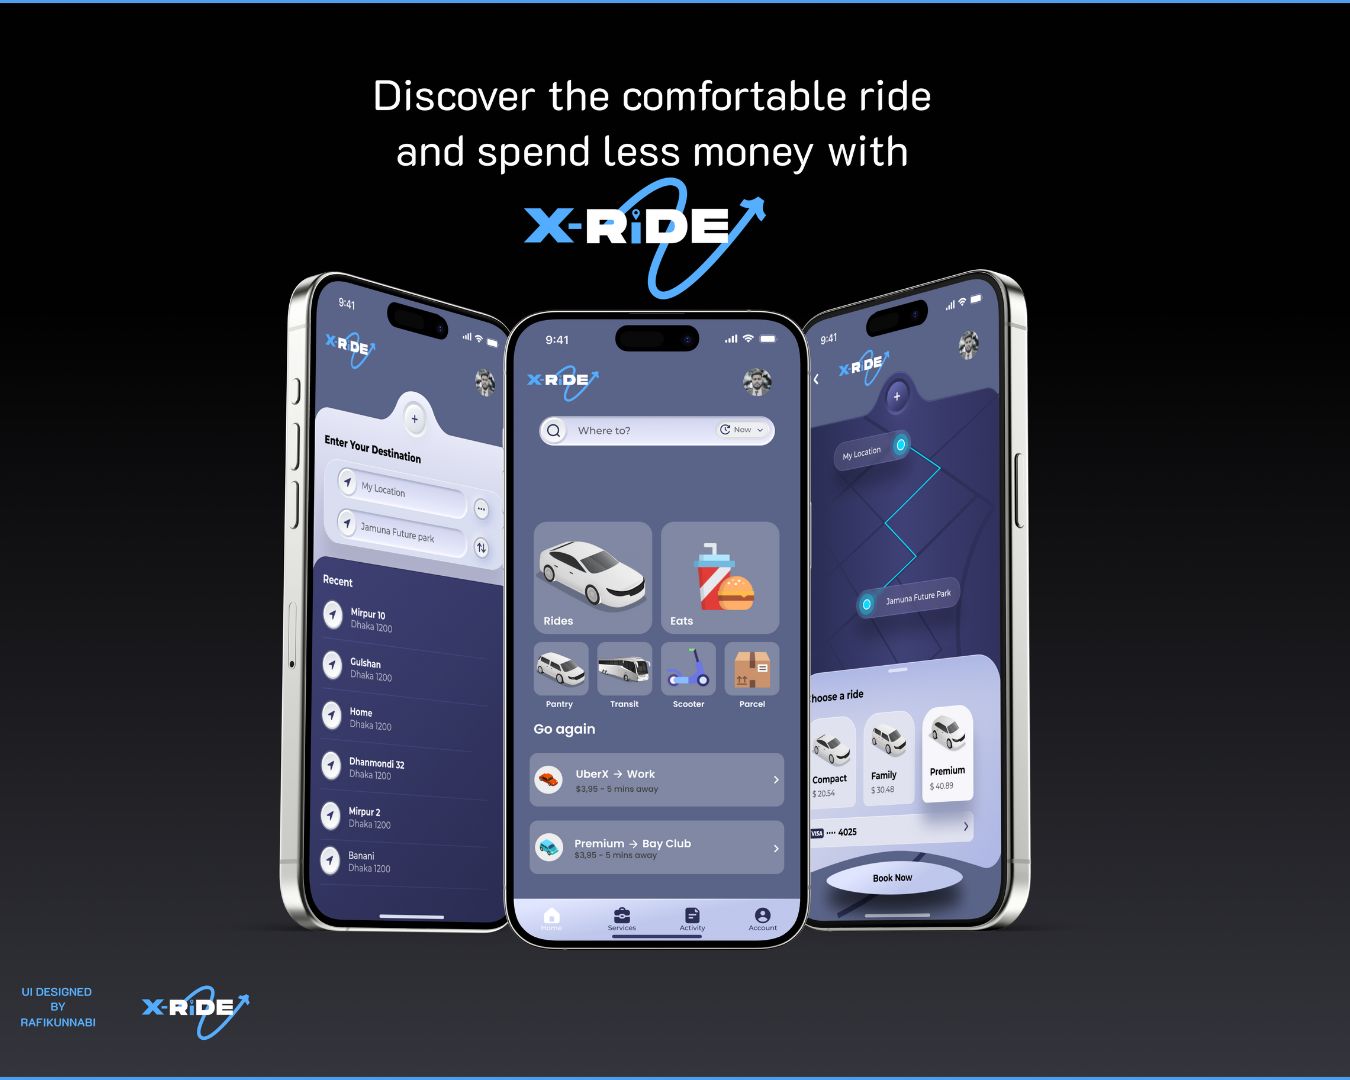 Discover the comfortable ride
and spend less money with
X-RiDE
9:41
X-RiDE
Enter Your Destination
My Location
Jamuna Future park
Recent
Mirpur 10
Dhaka 1200
Gulshan
Dhaka 1200
Home
Dhaka 1200
Dhanmondi 32
Dhaka 1200
Mirpur 2
Dhaka 1200
Banani
Dhaka 1200
9:41
X-RiDE
Where to?
Now
Rides
Eats
Pantry
Transit
Scooter
Parcel
Go again
UberX → Work
$3,95 - 5 mins away
Premium → Bay Club
$3,95 - 5 mins away
Home
Services
Activity
Account
9:41
X-RiDE
My Location
Jamuna Future Park
hoose a ride
Compact
$ 20.54
Family
$ 30.48
Premium
$ 40.89
VISA •••• 4025
Book Now
UI DESIGNED
BY
RAFIKUNNABI
X-RiDE